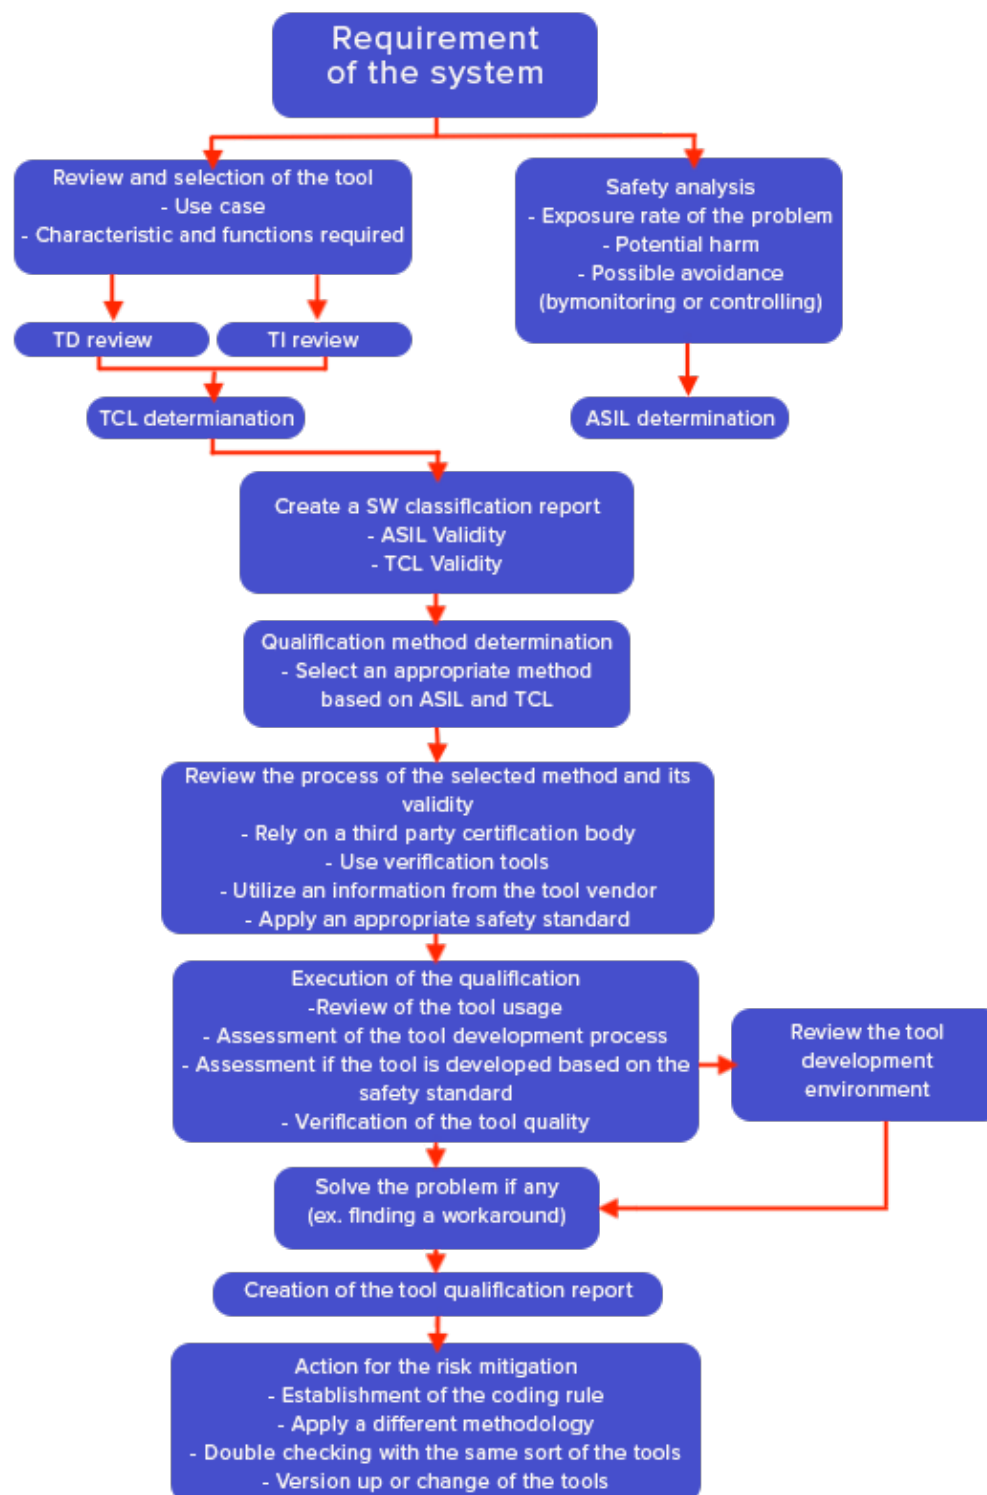 Requirement
of the system
Review and selection of the tool
- Use case
- Characteristic and functions required
Safety analysis
- Exposure rate of the problem
- Potential harm
- Possible avoidance
(bymonitoring or controlling)
TD review
TI review
TCL determianation
ASIL determination
Create a SW classification report
- ASIL Validity
- TCL Validity
Qualification method determination
- Select an appropriate method
based on ASIL and TCL
Review the process of the selected method and its
validity
- Rely on a third party certification body
- Use verification tools
- Utilize an information from the tool vendor
- Apply an appropriate safety standard
Execution of the qualification
-Review of the tool usage
- Assessment of the tool development process
- Assessment if the tool is developed based on the
safety standard
- Verification of the tool quality
Review the tool
development
environment
Solve the problem if any
(ex. finding a workaround)
Creation of the tool qualification report
Action for the risk mitigation
- Establishment of the coding rule
- Apply a different methodology
- Double checking with the same sort of the tools
- Version up or change of the tools